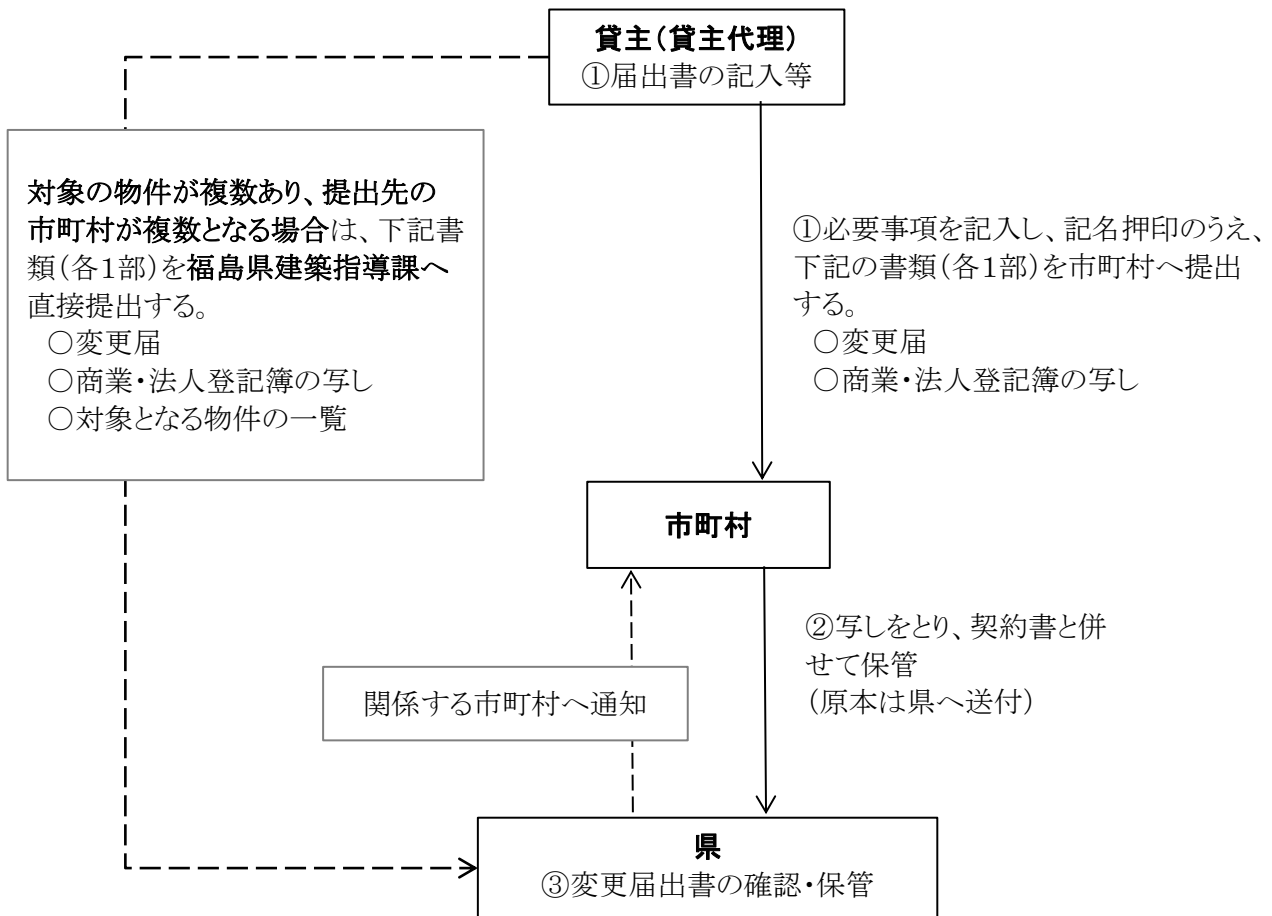 貸主(貸主代理)
①届出書の記入等
対象の物件が複数あり、提出先の
市町村が複数となる場合は、下記書
類(各1部)を福島県建築指導課へ
直接提出する。
○変更届
○商業・法人登記簿の写し
○対象となる物件の一覧
①必要事項を記入し、記名押印のうえ、
下記の書類(各1部)を市町村へ提出
する。
○変更届
○商業・法人登記簿の写し
市町村
②写しをとり、契約書と併
せて保管
(原本は県へ送付)
関係する市町村へ通知
県
③変更届出書の確認・保管